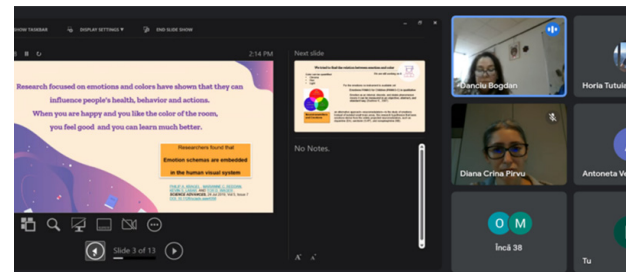 SHOW TASKBAR
DISPLAY SETTINGS
END SLIDE SHOW
2:54 PM
Next slide
Research focused on emotions and colors have shown that they can
influence people's health, behavior and actions.
When you are happy and you like the color of the room,
you feel good and you can learn much better.
Researchers found that
Emotion schemas are embedded
in the human visual system
No Notes.
Slide 3 of 13
Danciu Bogdan
Horia Tutuia
Diana Crina Pirvu
Antoneta Ve
O M
Încă 38
Tu